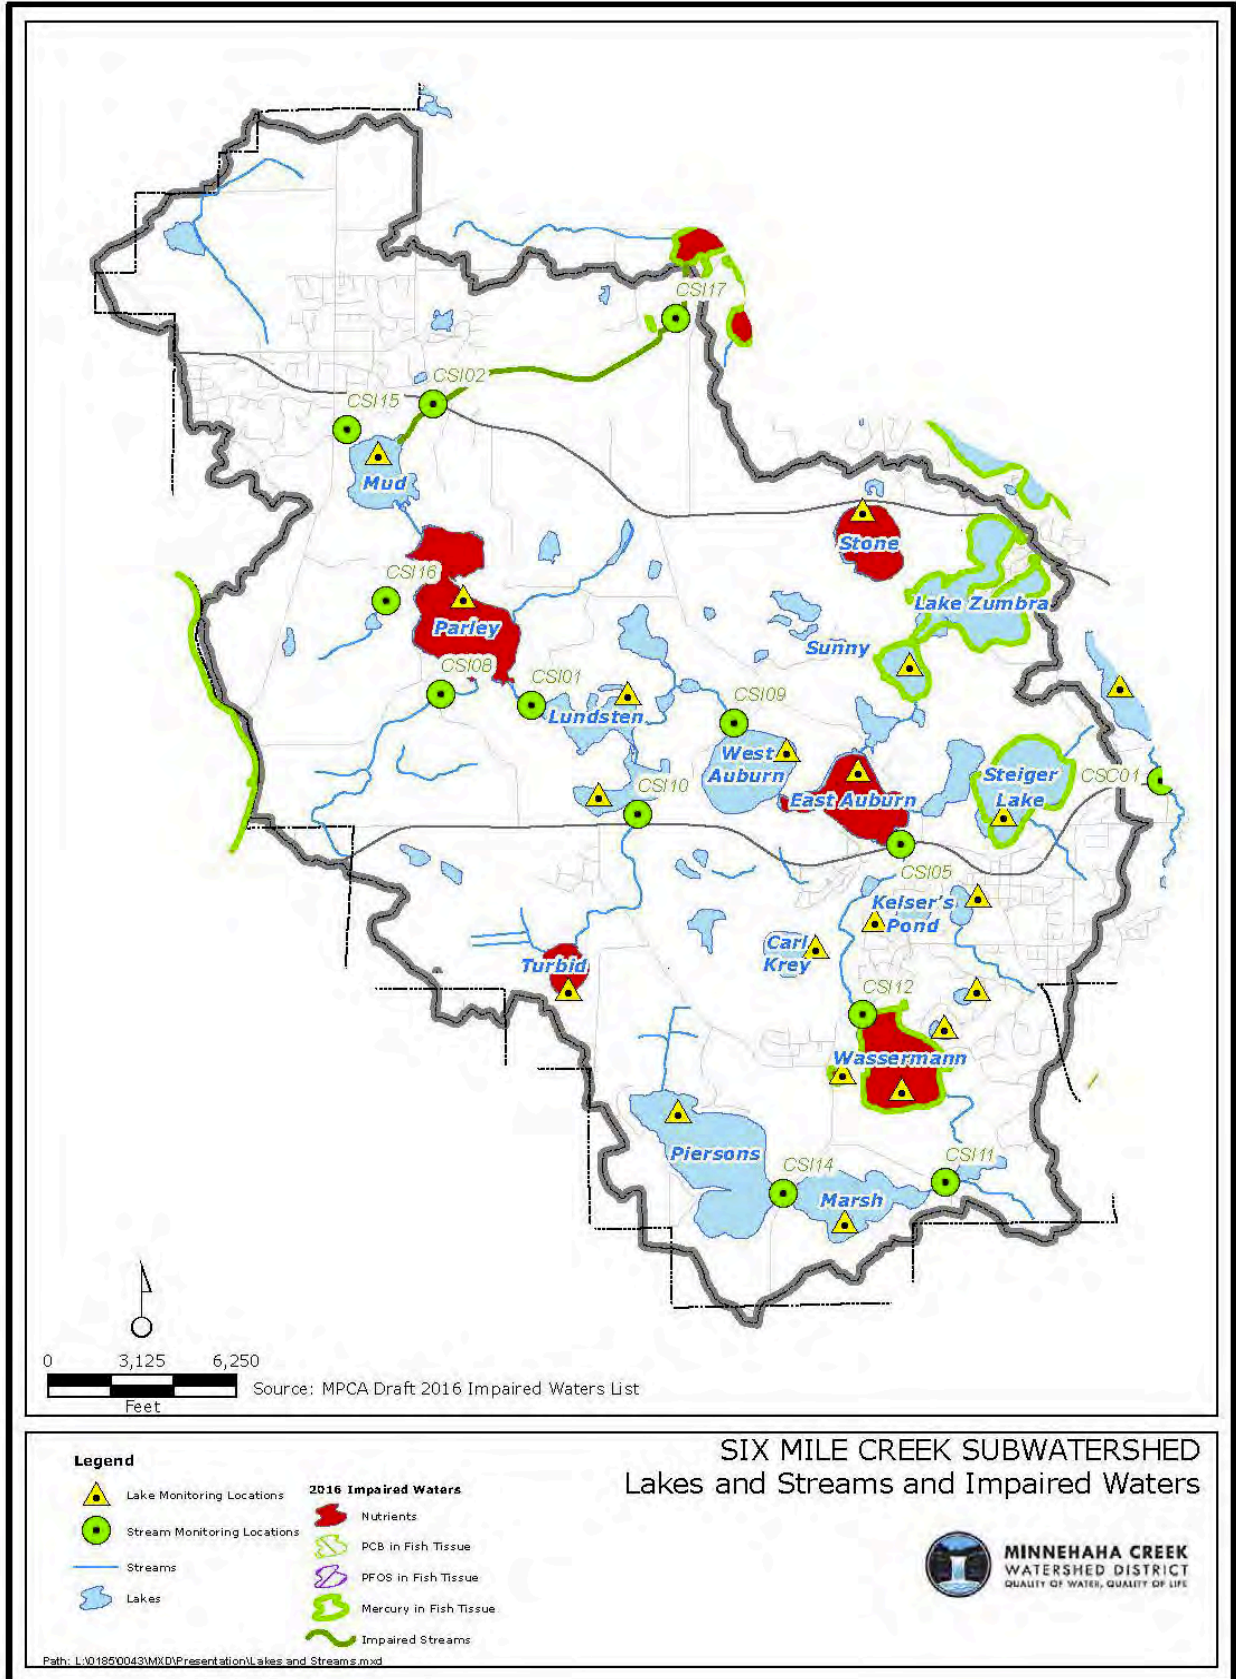 CSI17
CSI02
CSI15
Mud
Stone
CSI16
Lake Zumbra
Parley
Sunny
CSI08
CSI01
CSI09
Lundsten
West
Auburn
Steiger
Lake
CSC01
East Auburn
CSI10
CSI05
Kelser's
Pond
Carl
Krey
Turbid
CSI12
Wassermann
Piersons
CSI14
CSI11
Marsh
0 3,125 6,250
Feet
Source: MPCA Draft 2016 Impaired Waters List
SIX MILE CREEK SUBWATERSHED
Lakes and Streams and Impaired Waters
Legend
Lake Monitoring Locations
Stream Monitoring Locations
Streams
Lakes
2016 Impaired Waters
Nutrients
PCB in Fish Tissue
PFOS in Fish Tissue
Mercury in Fish Tissue
Impaired Streams
MINNEHAHA CREEK
WATERSHED DISTRICT
QUALITY OF WATER, QUALITY OF LIFE
Path: L:\0185\0043\MXD\Presentation\Lakes and Streams.mxd